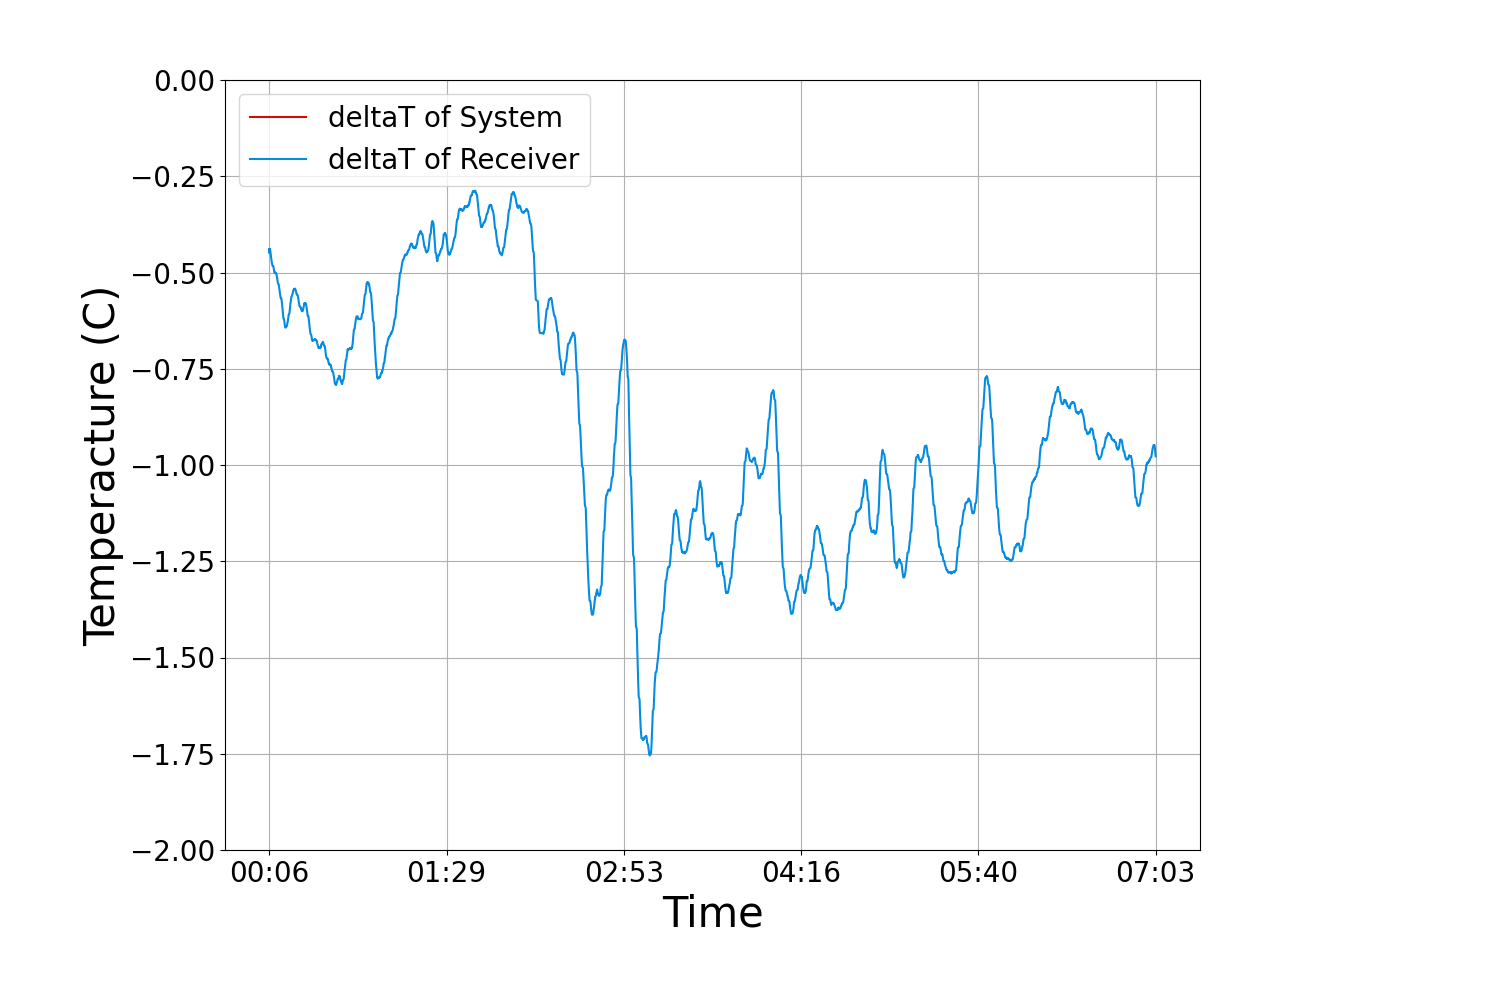 deltaT of System
deltaT of Receiver
0.00
−0.25
−0.50
−0.75
−1.00
−1.25
−1.50
−1.75
−2.00
Temperacture (C)
00:06 01:29 02:53 04:16 05:40 07:03
Time